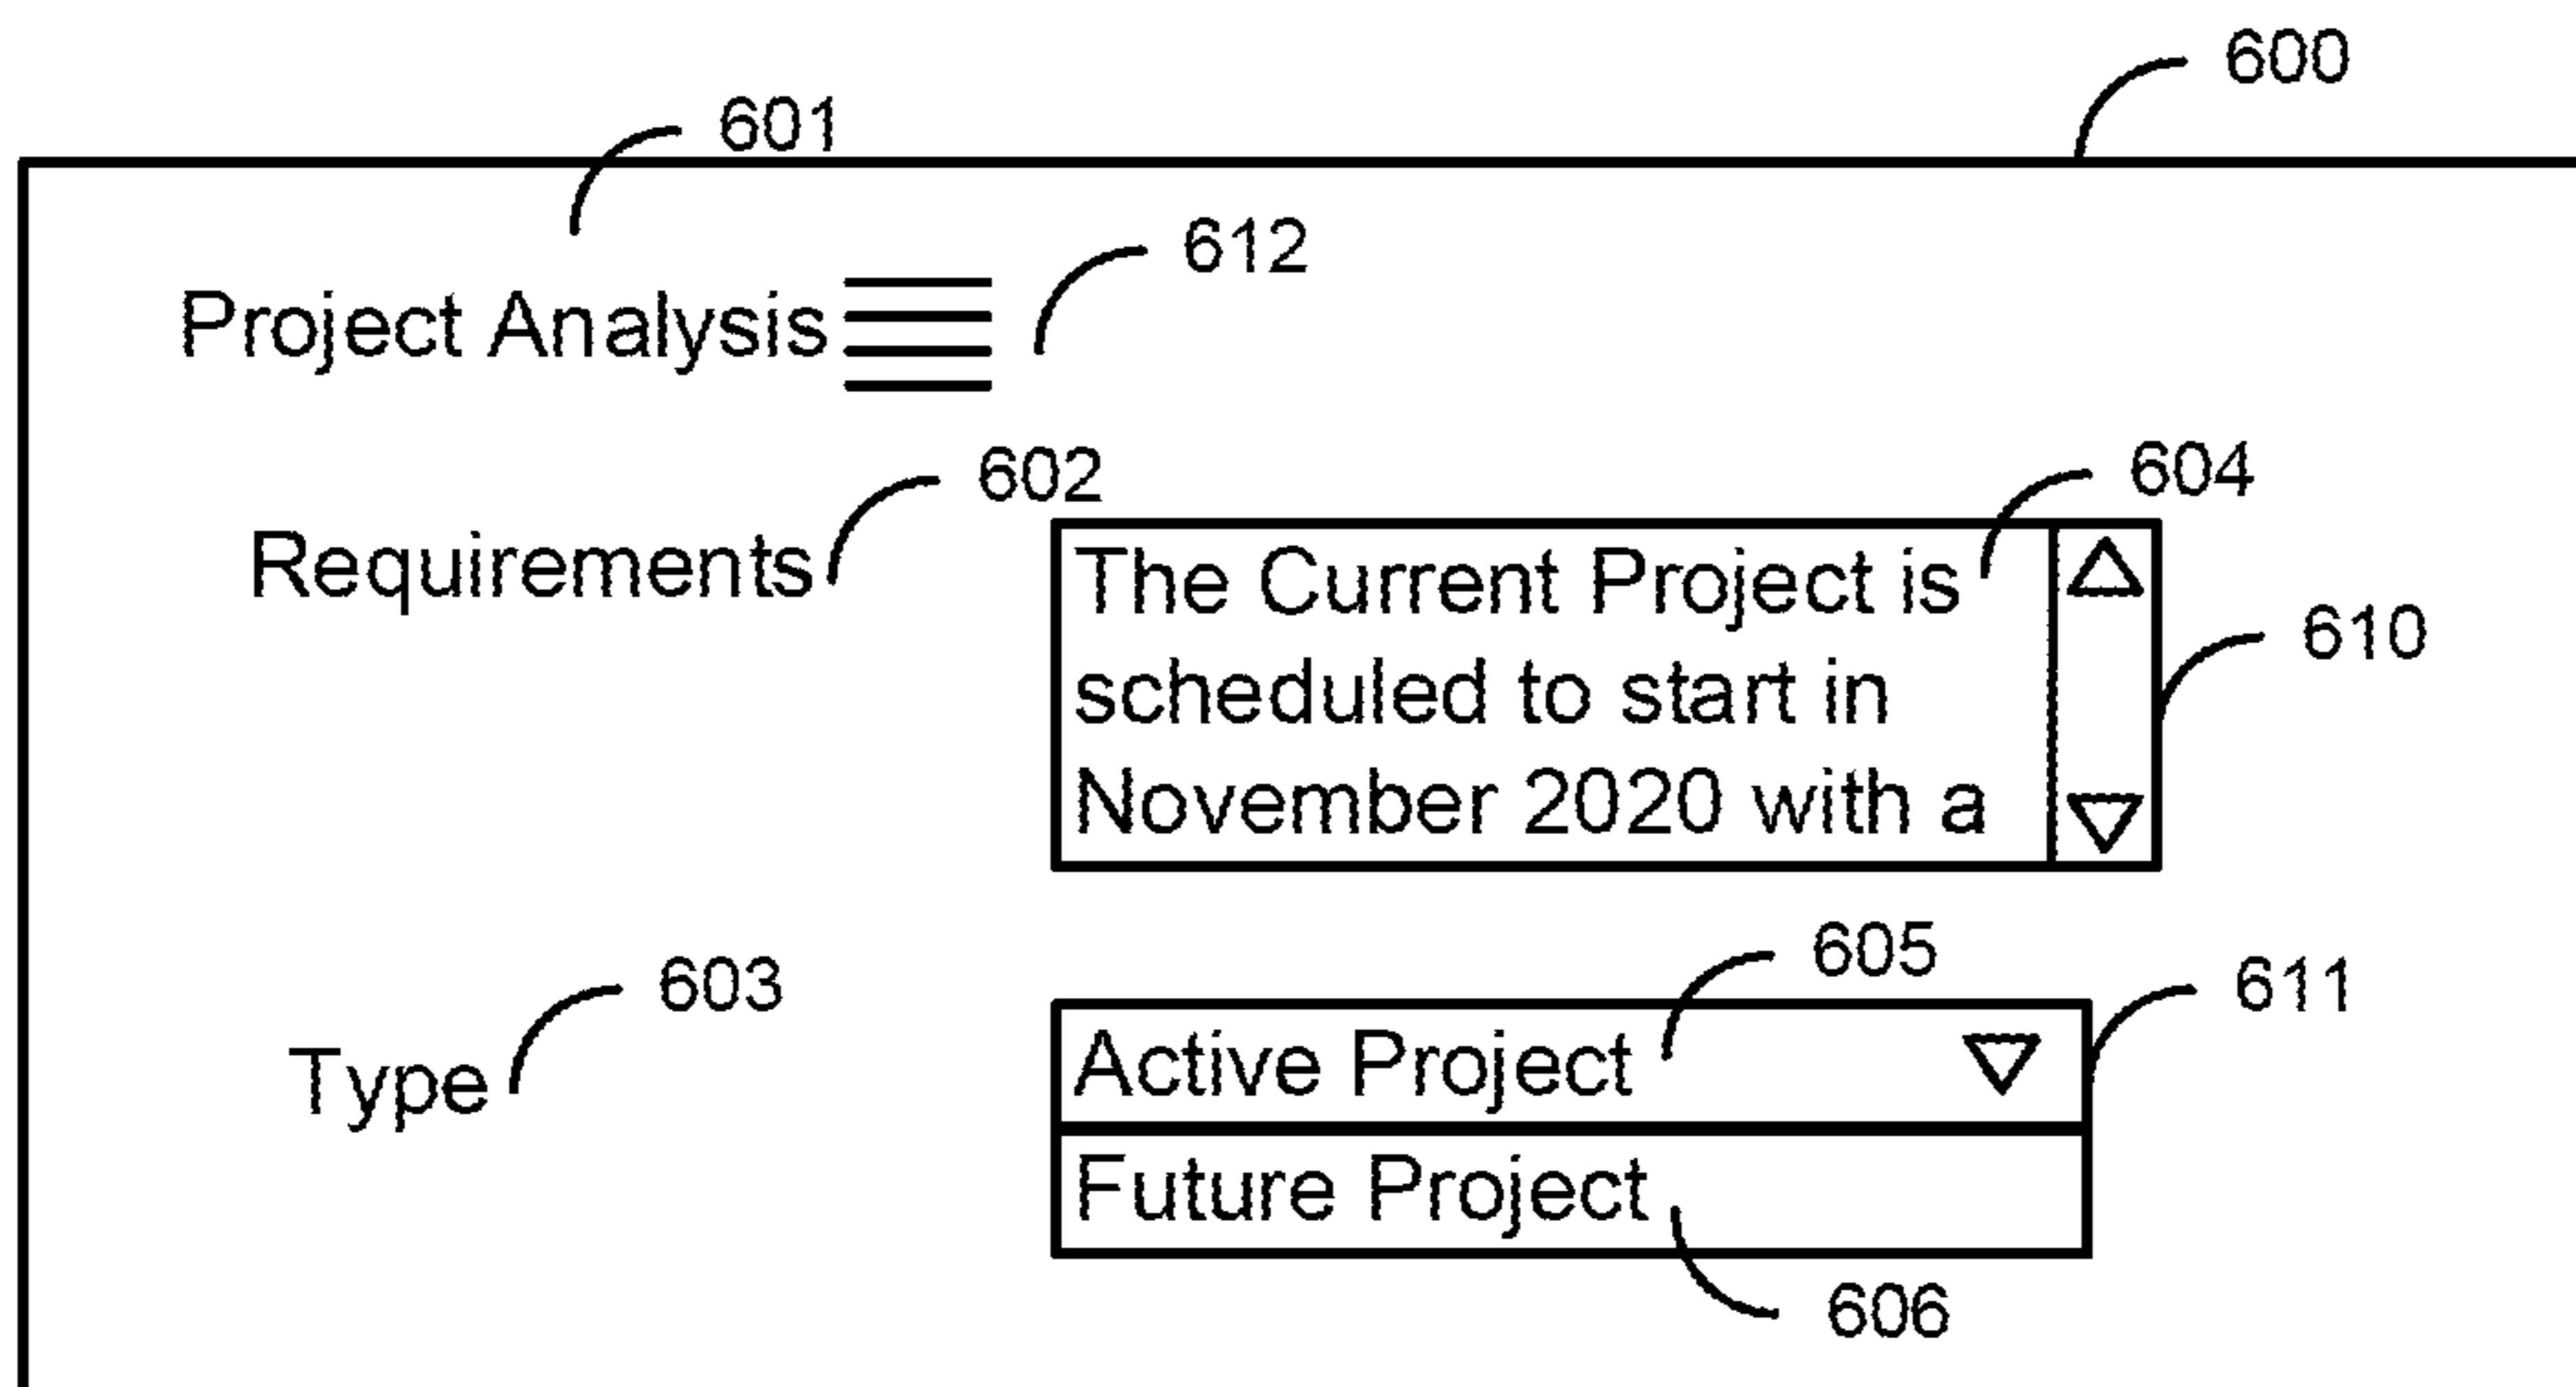 600
601
612
Project Analysis
602
604
Requirements
The Current Project is
scheduled to start in
November 2020 with a
610
603
605
611
Type
Active Project
Future Project
606